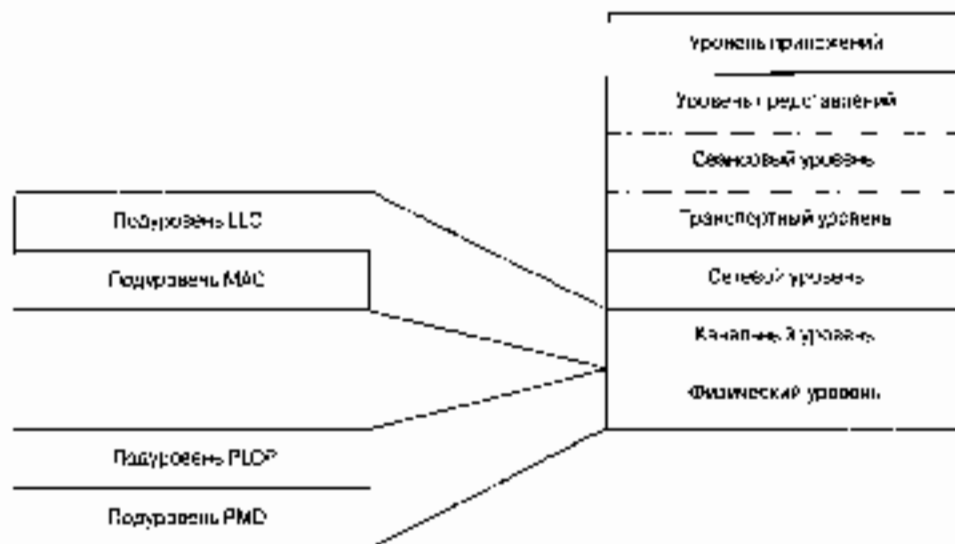 Уровень приложений
Уровень представлений
Сеансовый уровень
Транспортный уровень
Сетевой уровень
Канальный уровень
Физический уровень
Подуровень LLC
Подуровень MAC
Подуровень PLCP
Подуровень PMD